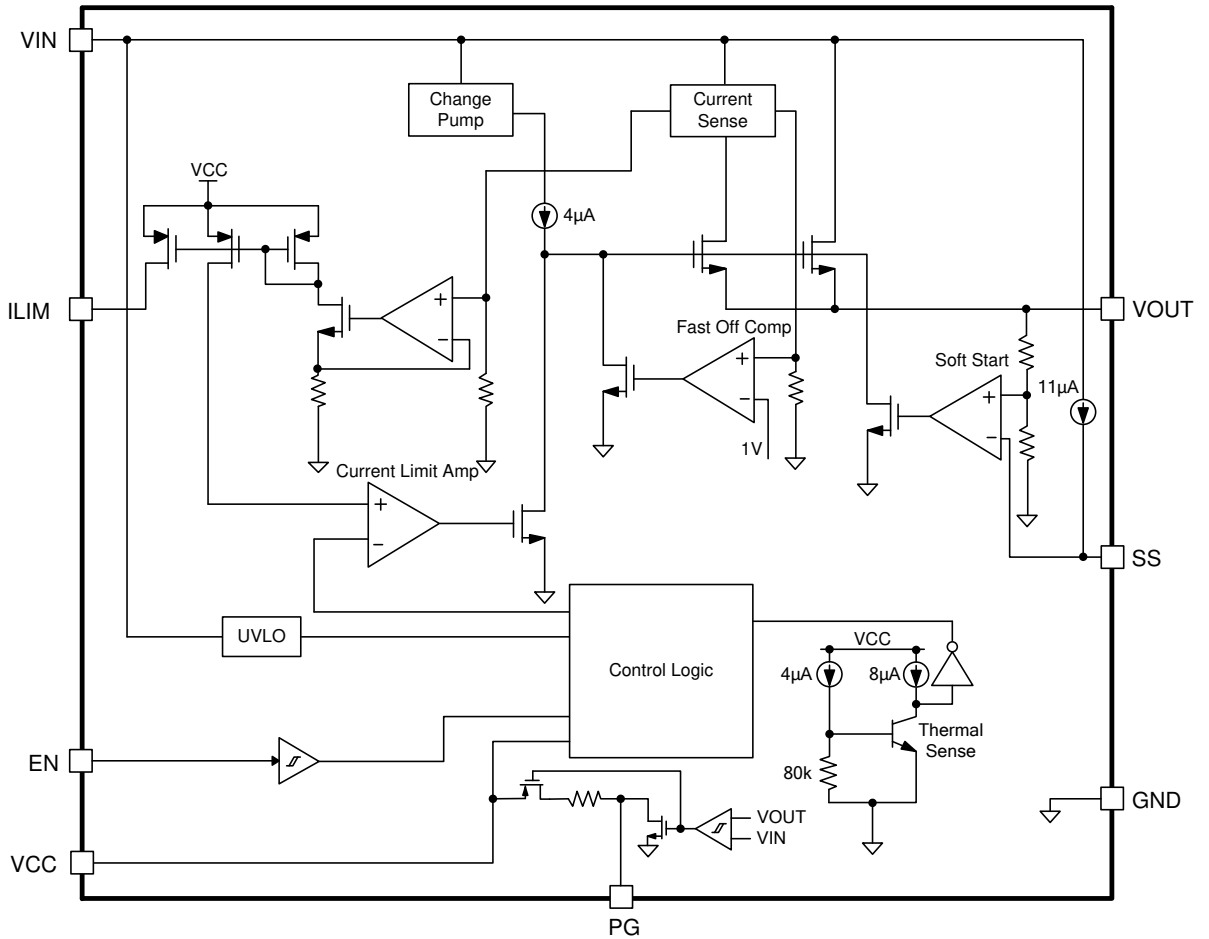 VIN
Change
Pump
Current
Sense
VCC
4µA
ILIM
+
−
VOUT
Fast Off Comp
+
−
1V
Soft Start
11µA
+
−
Current Limit Amp
+
−
SS
UVLO
Control Logic
VCC
4µA
8µA
Thermal
Sense
80k
EN
VOUT
VIN
GND
VCC
PG